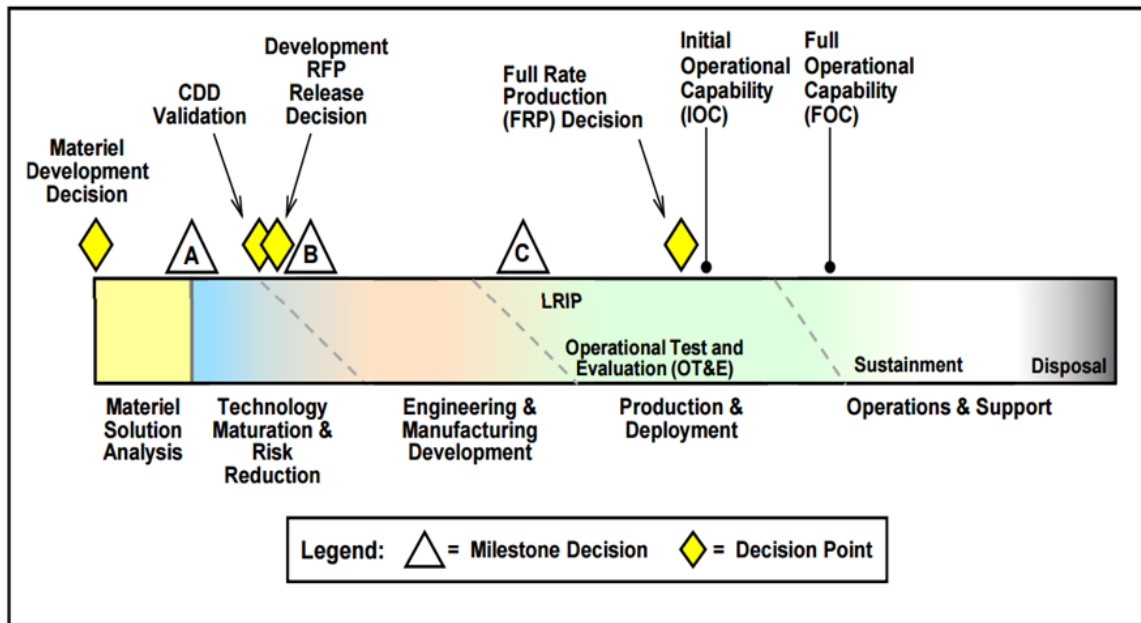 Materiel
Development
Decision
CDD
Validation
Development
RFP
Release
Decision
Full Rate
Production
(FRP) Decision
Initial
Operational
Capability
(IOC)
Full
Operational
Capability
(FOC)
A
B
C
LRIP
Operational Test and
Evaluation (OT&E)
Sustainment
Disposal
Materiel
Solution
Analysis
Technology
Maturation &
Risk
Reduction
Engineering &
Manufacturing
Development
Production &
Deployment
Operations & Support
Legend:
= Milestone Decision
= Decision Point